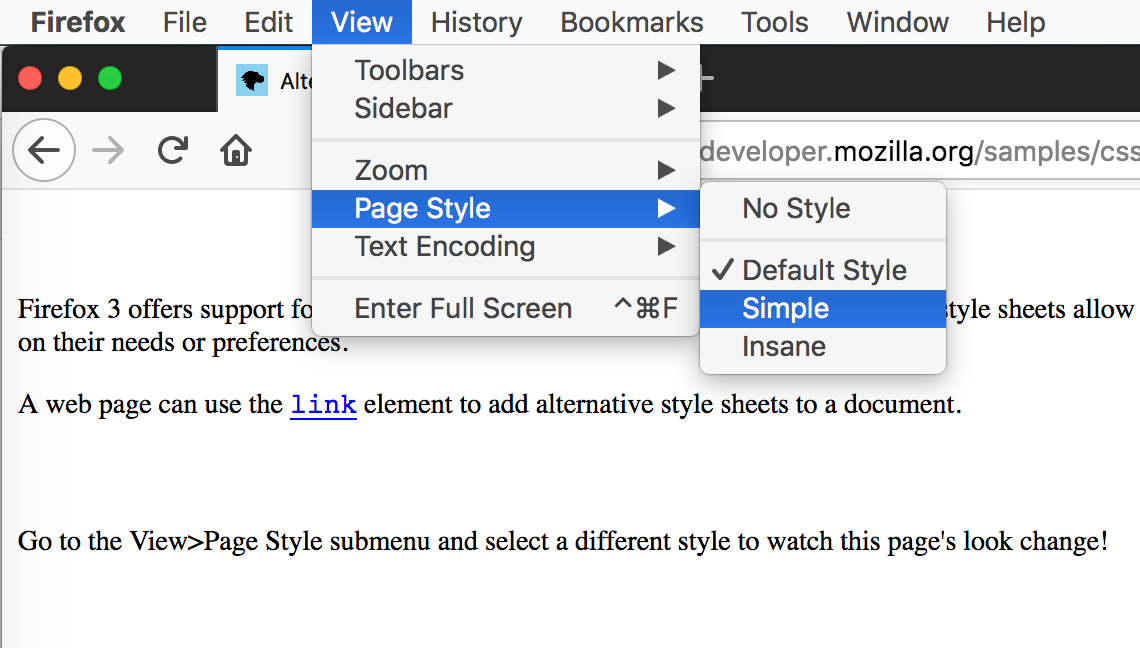 Firefox File Edit View History Bookmarks Tools Window Help
Alte
Toolbars
Sidebar
Zoom
Page Style
Text Encoding
Enter Full Screen ^⌘F
developer.mozilla.org/samples/css
No Style
✓ Default Style
Simple
Insane
Firefox 3 offers support fo
style sheets allow
on their needs or preferences.
A web page can use the link element to add alternative style sheets to a document.
Go to the View>Page Style submenu and select a different style to watch this page's look change!